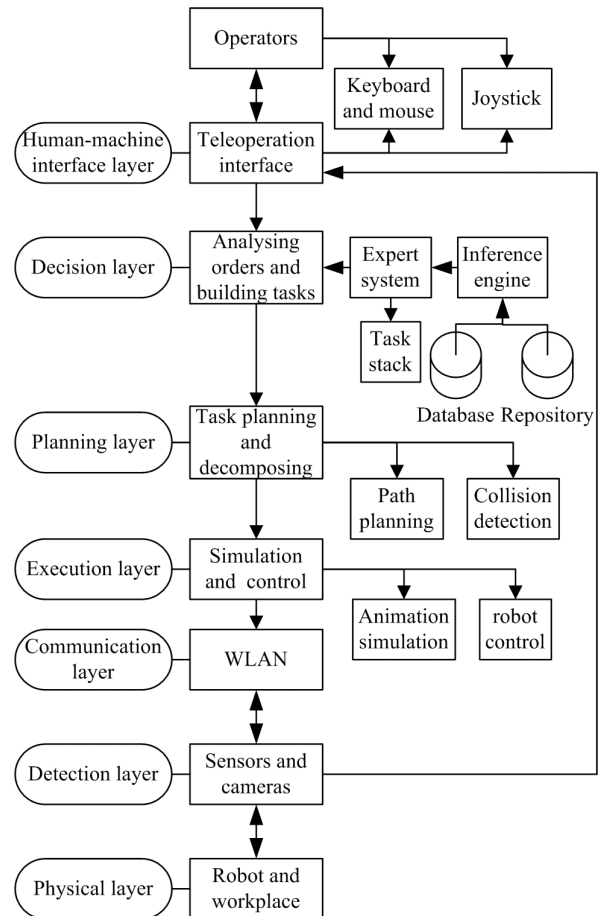 Operators
Keyboard
and mouse
Joystick
Human-machine
interface layer
Teleoperation
interface
Decision layer
Analysing
orders and
building tasks
Expert
system
Inference
engine
Task
stack
Database Repository
Planning layer
Task planning
and
decomposing
Path
planning
Collision
detection
Execution layer
Simulation
and control
Animation
simulation
robot
control
Communication
layer
WLAN
Detection layer
Sensors and
cameras
Physical layer
Robot and
workplace